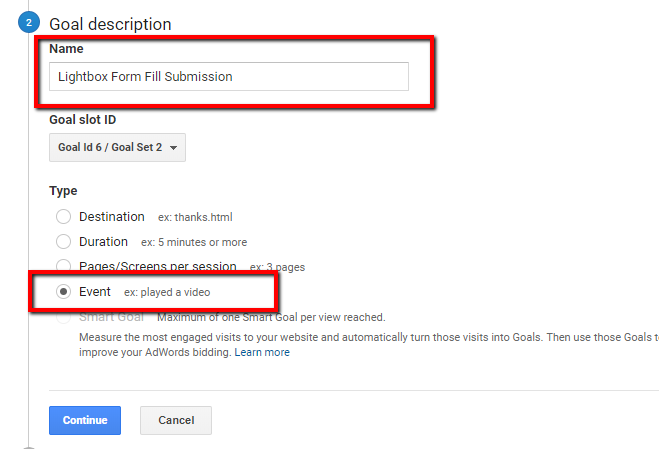 2 Goal description
Name
Lightbox Form Fill Submission
Goal slot ID
Goal Id 6 / Goal Set 2
Type
Destination ex: thanks.html
Duration ex: 5 minutes or more
Pages/Screens per session ex: 3 pages
Event ex: played a video
Smart Goal Maximum of one Smart Goal per view reached.
Measure the most engaged visits to your website and automatically turn those visits into Goals. Then use those Goals to
improve your AdWords bidding. Learn more
Continue Cancel